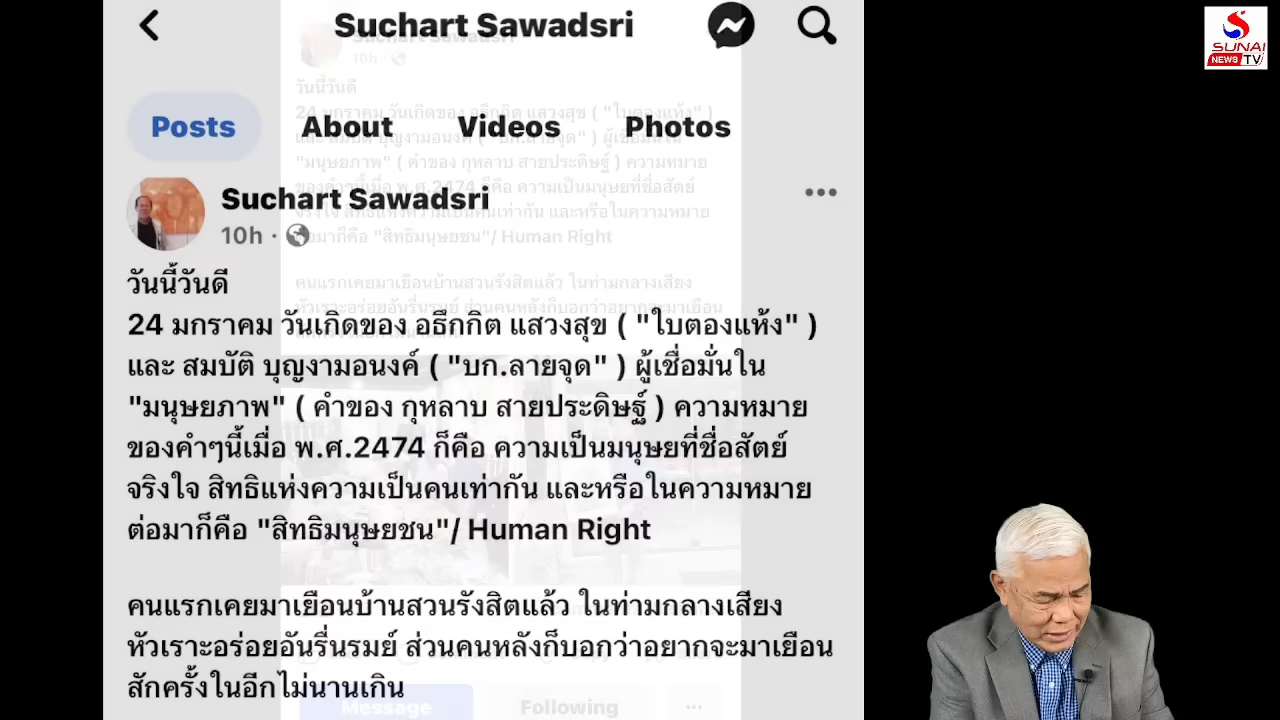 Suchart Sawadsri
SUNAI
NEWS TV
Posts About Videos Photos
Suchart Sawadsri
10h ·
วันนี้วันดี
24 มกราคม วันเกิดของ อธึกกิต แสวงสุข ( "ใบตองแห้ง" )
และ สมบัติ บุญงามอนงค์ ( "บก.ลายจุด" ) ผู้เชื่อมั่นใน
"มนุษยภาพ" ( คำของ กุหลาบ สายประดิษฐ์ ) ความหมาย
ของคำๆนี้เมื่อ พ.ศ.2474 ก็คือ ความเป็นมนุษยที่ชื่อสัตย์
จริงใจ สิทธิแห่งความเป็นคนเท่ากัน และหรือในความหมาย
ต่อมาก็คือ "สิทธิมนุษยชน"/ Human Right
คนแรกเคยมาเยือนบ้านสวนรังสิตแล้ว ในท่ามกลางเสียง
หัวเราะอร่อยอันรื่นรมย์ ส่วนคนหลังก็บอกว่าอยากจะมาเยือน
สักครั้งในอีกไม่นานเกิน
Message Following